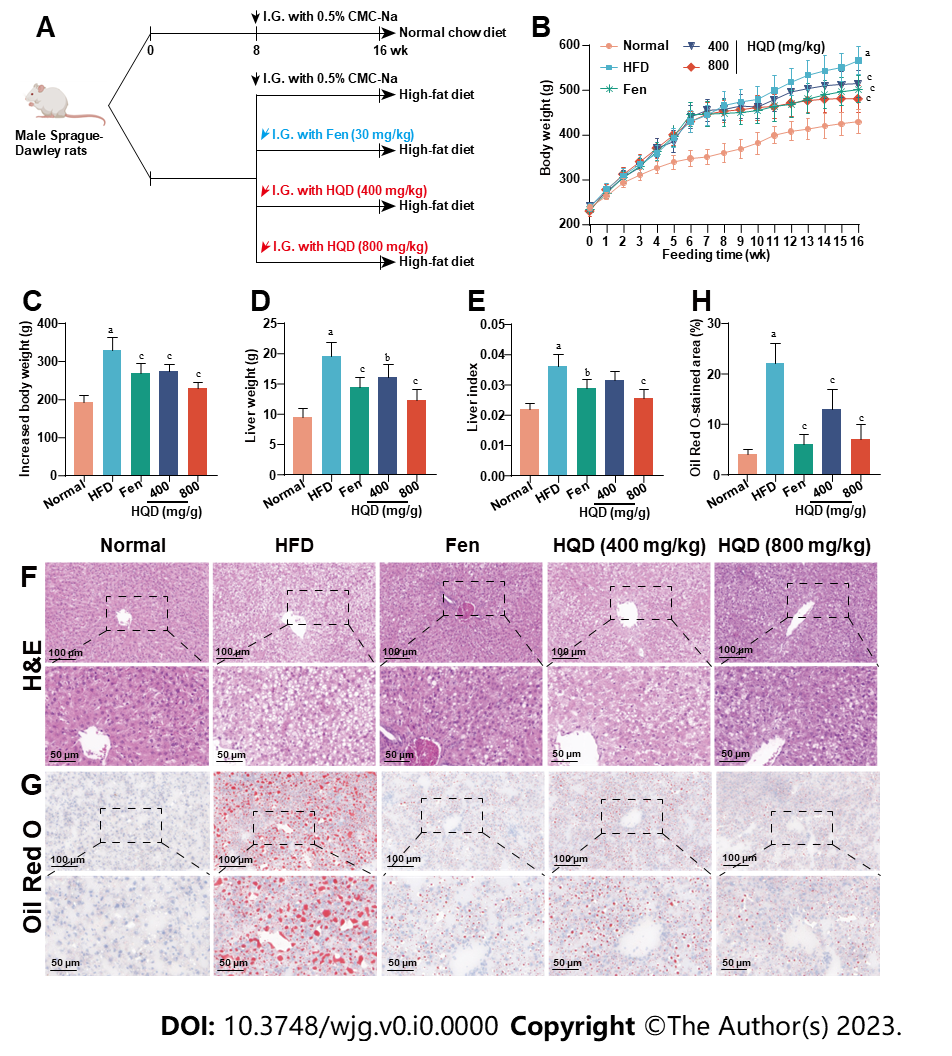 A
I.G. with 0.5% CMC-Na
Normal chow diet
0
8
16 wk
I.G. with 0.5% CMC-Na
High-fat diet
I.G. with Fen (30 mg/kg)
High-fat diet
I.G. with HQD (400 mg/kg)
High-fat diet
I.G. with HQD (800 mg/kg)
High-fat diet
Male Sprague-
Dawley rats
B
Normal
HFD
Fen
400
800
HQD (mg/kg)
Body weight (g)
600
500
400
300
200
a
c
c
c
0 1 2 3 4 5 6 7 8 9 10 11 12 13 14 15 16
Feeding time (wk)
C
Increased body weight (g)
400
300
200
100
0
a
c
c
c
Normal
HFD
Fen
400
800
HQD (mg/g)
D
Liver weight (g)
25
20
15
10
5
0
a
c
b
c
Normal
HFD
Fen
400
800
HQD (mg/g)
E
Liver index
0.05
0.04
0.03
0.02
0.01
0.00
a
b
c
Normal
HFD
Fen
400
800
HQD (mg/g)
H
Oil Red O-stained area (%)
30
20
10
0
a
c
c
c
Normal
HFD
Fen
400
800
HQD (mg/g)
Normal HFD Fen HQD (400 mg/kg) HQD (800 mg/kg)
F
H&E
100 µm 100 µm 100 µm 100 µm 100 µm
50 µm 50 µm 50 µm 50 µm 50 µm
G
Oil Red O
100 µm 100 µm 100 µm 100 µm 100 µm
50 µm 50 µm 50 µm 50 µm 50 µm
DOI: 10.3748/wjg.v0.i0.0000 Copyright ©The Author(s) 2023.